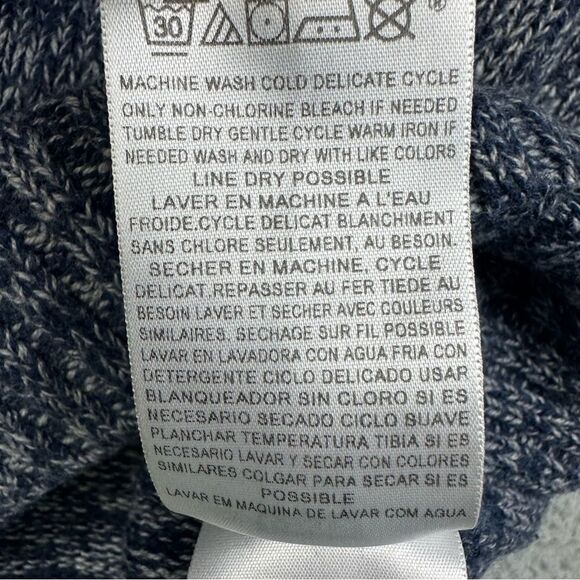 30 ®
MACHINE WASH COLD DELICATE CYCLE
ONLY NON-CHLORINE BLEACH IF NEEDED
TUMBLE DRY GENTLE CYCLE WARM IRON IF
NEEDED WASH AND DRY WITH LIKE COLORS
LINE DRY POSSIBLE
LAVER EN MACHINE A L'EAU
FROIDE.CYCLE DELICAT BLANCHIMENT
SANS CHLORE SEULEMENT, AU BESOIN.
SECHER EN MACHINE, CYCLE
DELICAT.REPASSER AU FER TIEDE AU
BESOIN LAVER ET SECHER AVEC COULEURS
SIMILAIRES. SECHAGE SUR FIL POSSIBLE
LAVAR EN LAVADORA CON AGUA FRIA CON
DETERGENTE CICLO DELICADO USAR
BLANQUEADOR SIN CLORO SI ES
NECESARIO SECADO CICLO SUAVE
PLANCHAR TEMPERATURA TIBIA SI ES
NECESARIO LAVAR Y SECAR CON COLORES
SIMILARES COLGAR PARA SECAR SI ES
POSSIBLE
LAVAR EM MAQUINA DE LAVAR COM AGUA